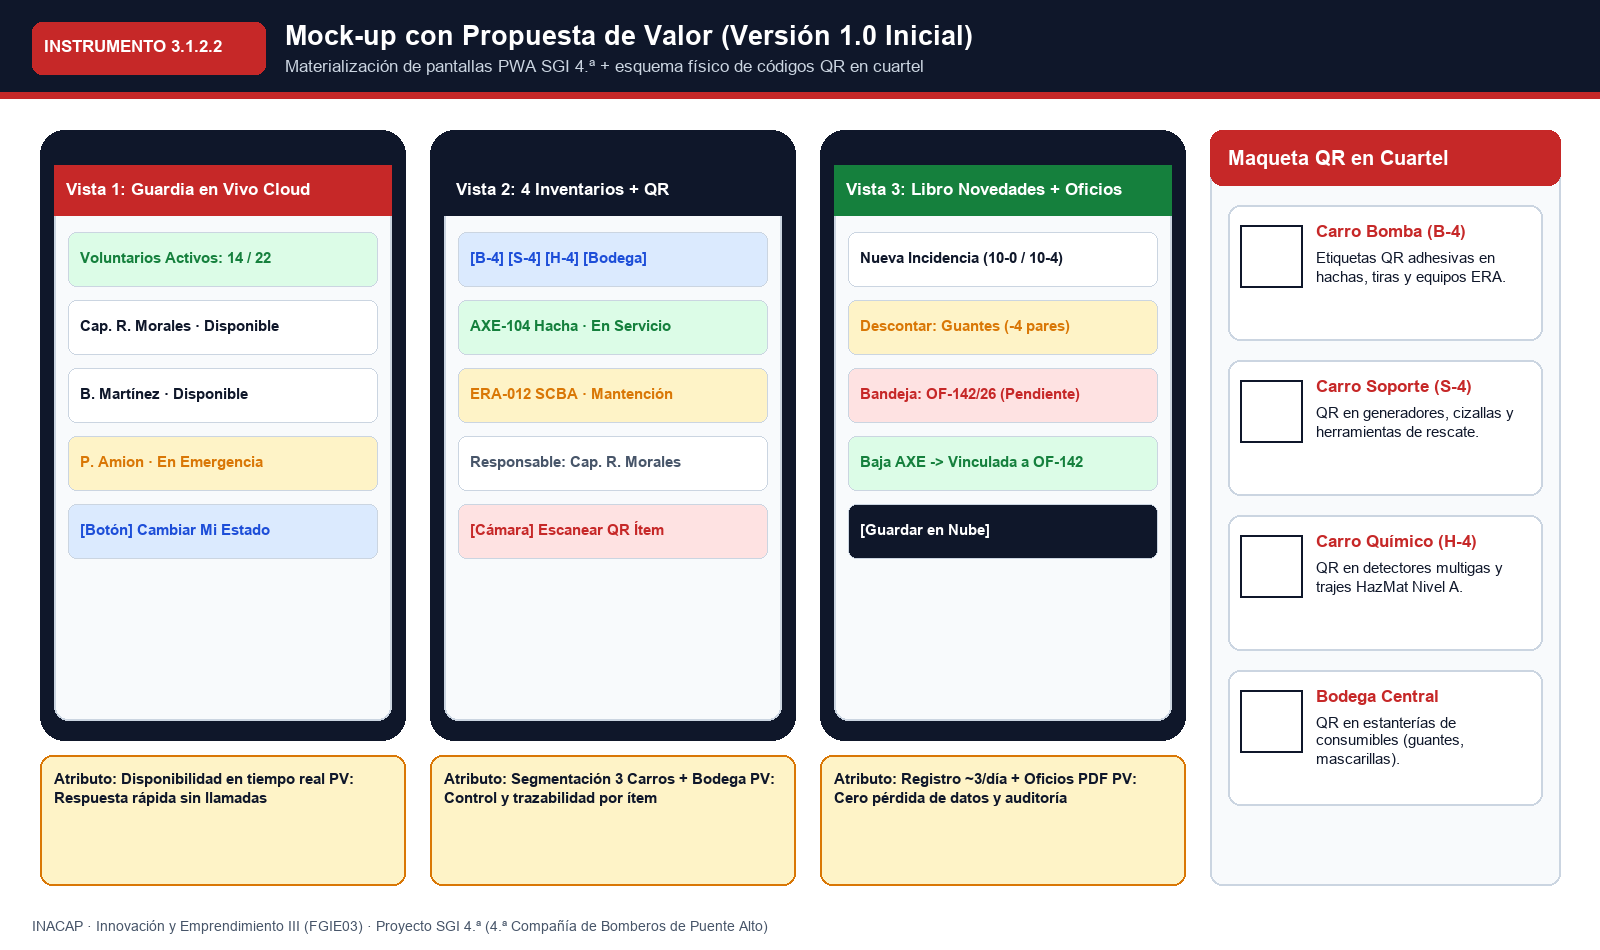 INSTRUMENTO 3.1.2.2
Mock-up con Propuesta de Valor (Versión 1.0 Inicial)
Materialización de pantallas PWA SGI 4.ª + esquema físico de códigos QR en cuartel
Vista 1: Guardia en Vivo Cloud
Voluntarios Activos: 14 / 22
Cap. R. Morales · Disponible
B. Martínez · Disponible
P. Amion · En Emergencia
[Botón] Cambiar Mi Estado
Atributo: Disponibilidad en tiempo real PV:
Respuesta rápida sin llamadas
Vista 2: 4 Inventarios + QR
[B-4] [S-4] [H-4] [Bodega]
AXE-104 Hacha · En Servicio
ERA-012 SCBA · Mantención
Responsable: Cap. R. Morales
[Cámara] Escanear QR Ítem
Atributo: Segmentación 3 Carros + Bodega PV:
Control y trazabilidad por ítem
Vista 3: Libro Novedades + Oficios
Nueva Incidencia (10-0 / 10-4)
Descontar: Guantes (-4 pares)
Bandeja: OF-142/26 (Pendiente)
Baja AXE -> Vinculada a OF-142
[Guardar en Nube]
Atributo: Registro ~3/día + Oficios PDF PV:
Cero pérdida de datos y auditoría
Maqueta QR en Cuartel
Carro Bomba (B-4)
Etiquetas QR adhesivas en
hachas, tiras y equipos ERA.
Carro Soporte (S-4)
QR en generadores, cizallas y
herramientas de rescate.
Carro Químico (H-4)
QR en detectores multigas y
trajes HazMat Nivel A.
Bodega Central
QR en estanterías de
consumibles (guantes,
mascarillas).
INACAP · Innovación y Emprendimiento III (FGIE03) · Proyecto SGI 4.ª (4.ª Compañía de Bomberos de Puente Alto)